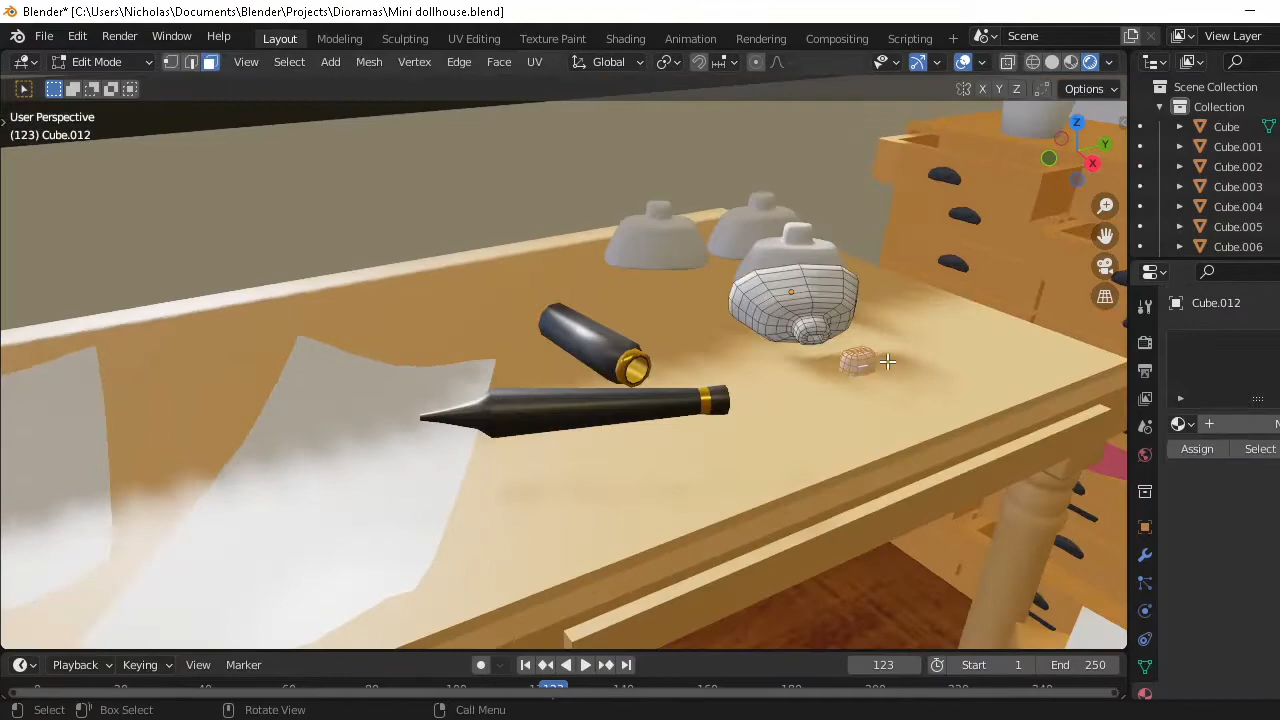 Blender* [C:\Users\Nicholas\Documents\Blender\Projects\Dioramas\Mini dollhouse.blend]
File Edit Render Window Help Layout Modeling Sculpting UV Editing Texture Paint Shading Animation Rendering Compositing Scripting Scene View Layer
Edit Mode View Select Add Mesh Vertex Edge Face UV Global
X Y Z Options
User Perspective
(123) Cube.012
Scene Collection
Collection
Cube
Cube.001
Cube.002
Cube.003
Cube.004
Cube.005
Cube.006
Z
Y
X
Cube.012
Assign Select
Playback Keying View Marker 123 Start 1 End 250
Select Box Select Rotate View Call Menu